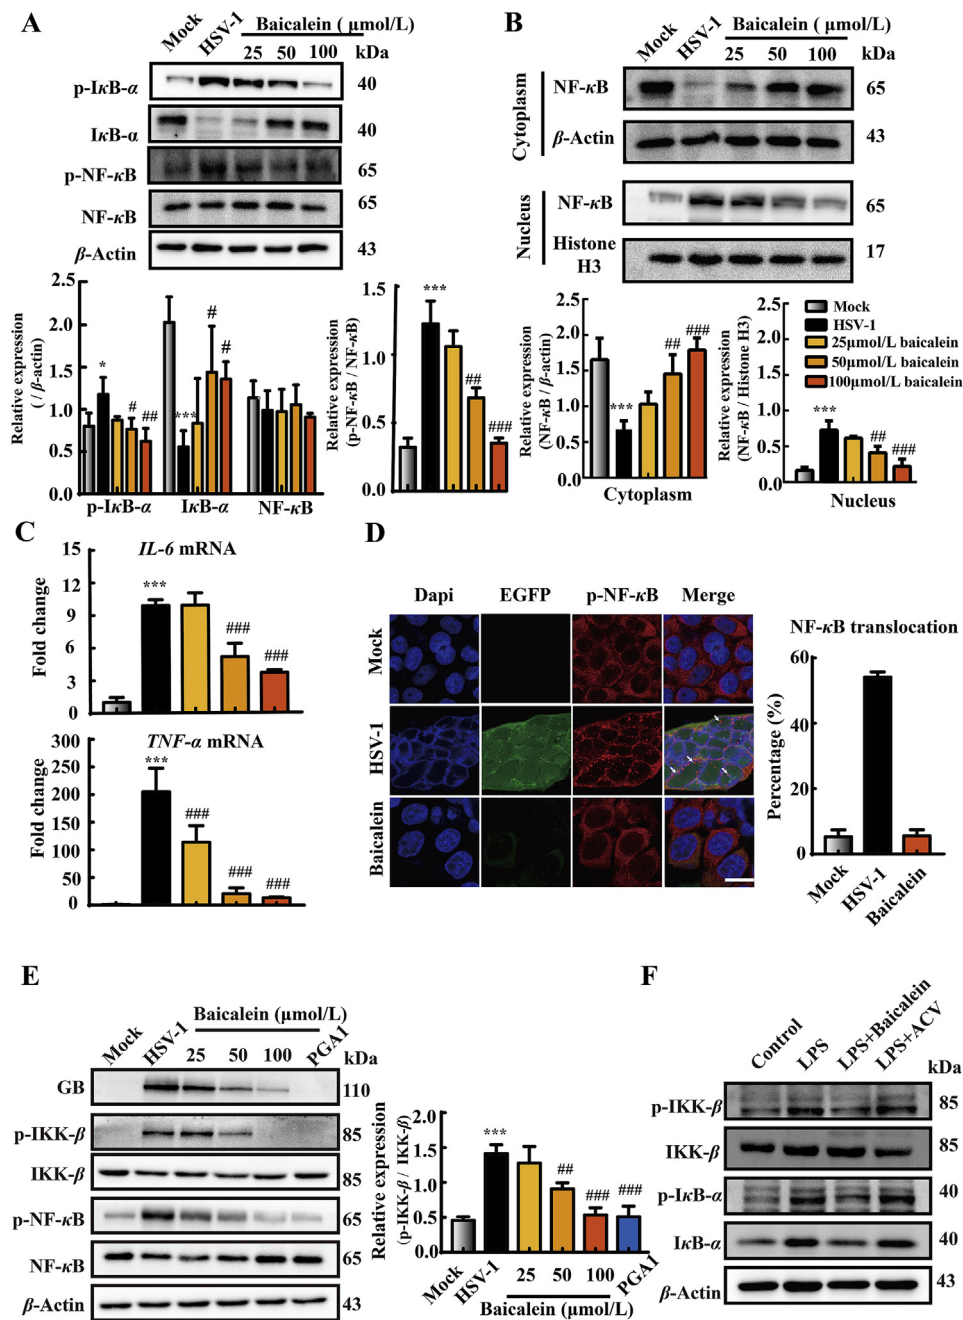 A
Mock
HSV-1
Baicalein ( μmol/L)
25 50 100 kDa
p-IκB-α 40
IκB-α 40
p-NF-κB 65
NF-κB 65
β-Actin 43
Relative expression
( / β-actin)
2.5
2.0
1.5
1.0
0.5
0.0
*
#
##
***
#
#
p-IκB-α IκB-α NF-κB
Relative expression
(p-NF-κB / NF-κB)
1.5
1.0
0.5
0.0
***
##
###
B
Mock
HSV-1
Baicalein (μmol/L)
25 50 100 kDa
Cytoplasm
NF-κB 65
β-Actin 43
Nucleus
NF-κB 65
Histone
H3
17
Relative expression
(NF-κB / β-actin)
2.5
2.0
1.5
1.0
0.5
0.0
***
##
###
Cytoplasm
Relative expression
(NF-κB / Histone H3)
2.5
2.0
1.5
1.0
0.5
0.0
***
##
###
Nucleus
Mock
HSV-1
25μmol/L baicalein
50μmol/L baicalein
100μmol/L baicalein
C
IL-6 mRNA
Fold change
15
12
9
6
3
0
***
###
###
TNF-α mRNA
Fold change
300
250
200
150
100
50
0
***
###
###
###
D
Dapi EGFP p-NF-κB Merge
Mock
HSV-1
Baicalein
NF-κB translocation
Percentage (%)
60
40
20
0
Mock
HSV-1
Baicalein
E
Mock
HSV-1
Baicalein (μmol/L)
25 50 100
PGA1
kDa
GB 110
p-IKK-β 85
IKK-β 85
p-NF-κB 65
NF-κB 65
β-Actin 43
Relative expression
(p-IKK-β / IKK-β)
2.0
1.5
1.0
0.5
0.0
***
##
###
###
Mock
HSV-1
25 50 100
PGA1
Baicalein (μmol/L)
F
Control
LPS
LPS+Baicalein
LPS+ACV
kDa
p-IKK-β 85
IKK-β 85
p-IκB-α 40
IκB-α 40
β-Actin 43